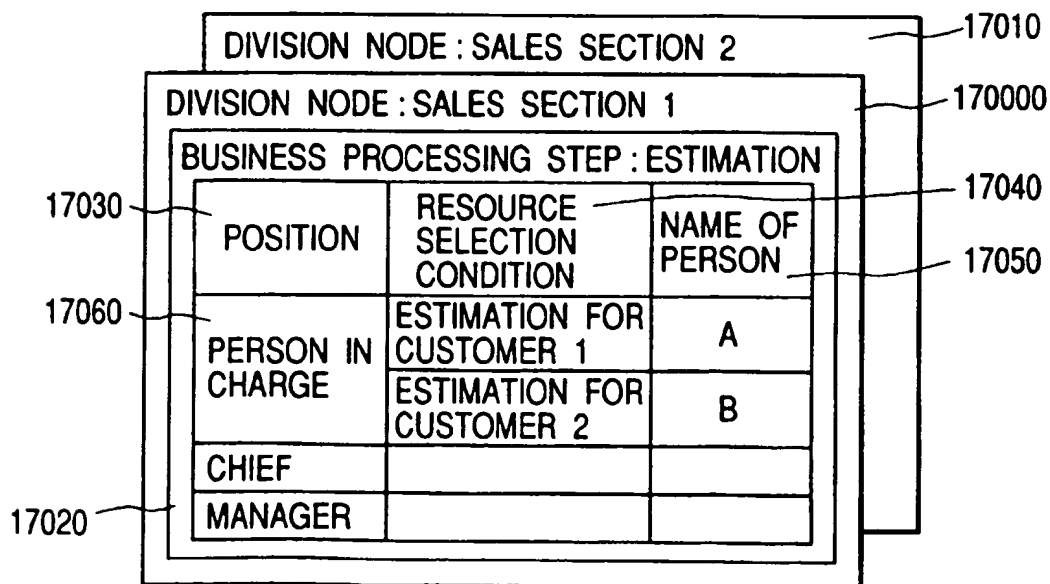 DIVISION NODE : SALES SECTION 2
17010
DIVISION NODE : SALES SECTION 1
170000
BUSINESS PROCESSING STEP : ESTIMATION
17030
POSITION
RESOURCE
SELECTION
CONDITION
17040
NAME OF
PERSON
17050
17060
PERSON IN
CHARGE
ESTIMATION FOR
CUSTOMER 1
A
ESTIMATION FOR
CUSTOMER 2
B
CHIEF
MANAGER
17020